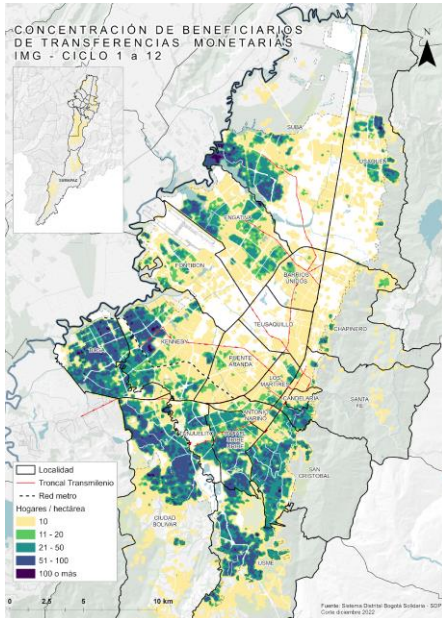 CONCENTRACIÓN DE BENEFICIARIOS
DE TRANSFERENCIAS MONETARIAS
IMG - CICLO 1 a 12
N
SUMAPAZ
SUBA
USAQUÉN
ENGATIVÁ
FONTIBÓN
BARRIOS
UNIDOS
TEUSAQUILLO
CHAPINERO
BOSA
KENNEDY
PUENTE
ARANDA
LOS
MÁRTIRES
CANDELARIA
SANTA
FE
ANTONIO
NARIÑO
TUNJUELITO
RAFAEL
URIBE
URIBE
SAN
CRISTÓBAL
CIUDAD
BOLÍVAR
USME
Localidad
Troncal Transmilenio
Red metro
Hogares / hectárea
10
11 - 20
21 - 50
51 - 100
100 o más
0 2,5 5 10 km
Fuente: Sistema Distrital Bogotá Solidaria - SDP
Corte diciembre 2022